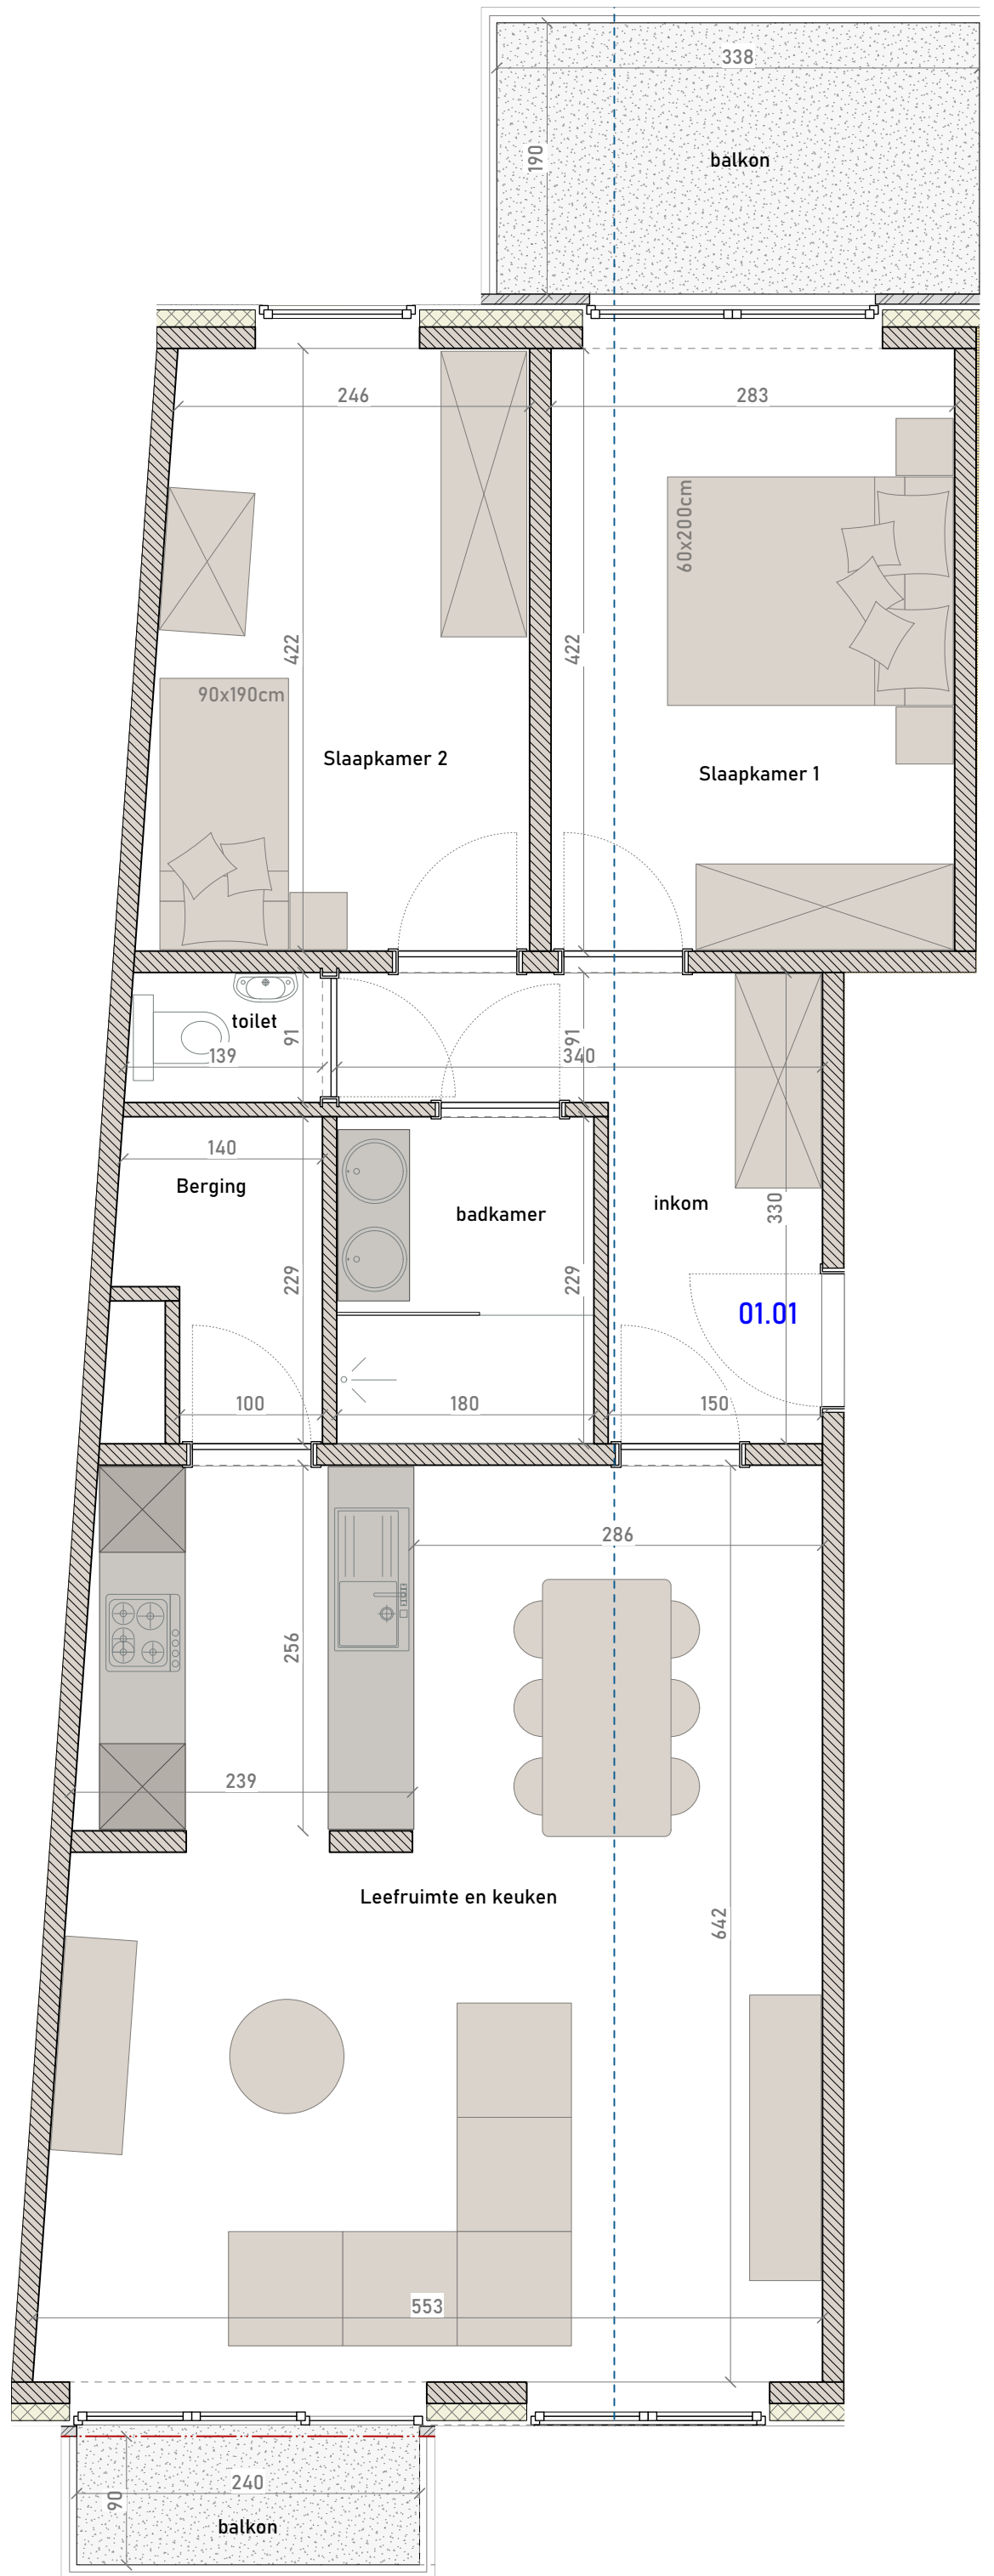 338
190
balkon
246
283
60x200cm
422
422
90x190cm
Slaapkamer 2
Slaapkamer 1
toilet
91
91
139
340
140
Berging
badkamer
inkom
330
229
229
01.01
100
180
150
286
256
239
Leefruimte en keuken
642
553
240
90
balkon